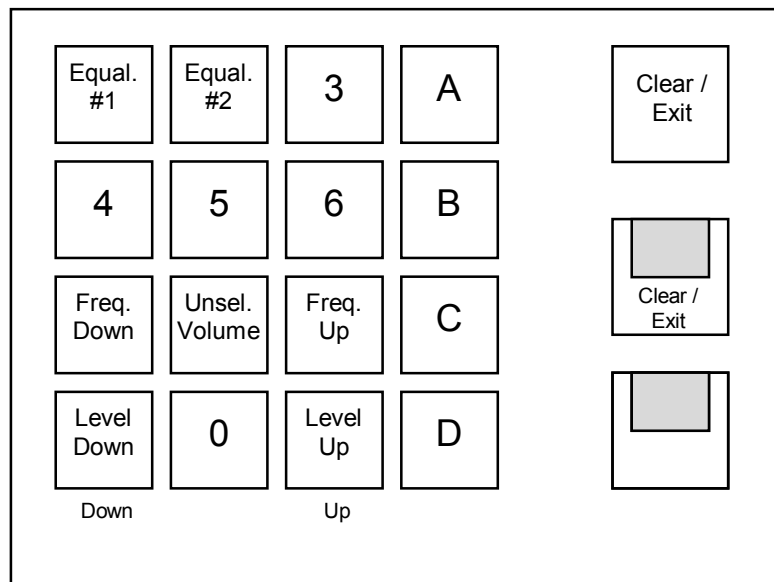 Equal.
#1
Equal.
#2
3
A
Clear /
Exit
4
5
6
B
Clear /
Exit
Freq.
Down
Unsel.
Volume
Freq.
Up
C
Level
Down
0
Level
Up
D
Down
Up